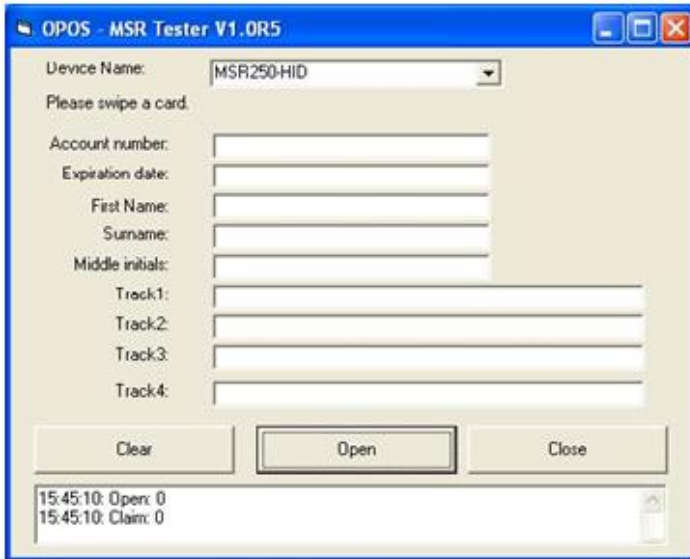 OPOS - MSR Tester V1.0R5
Device Name: MSR250-HID
Please swipe a card.
Account number:
Expiration date:
First Name:
Surname:
Middle initials:
Track1:
Track2:
Track3:
Track4:
Clear Open Close
15:45:10: Open: 0
15:45:10: Claim: 0